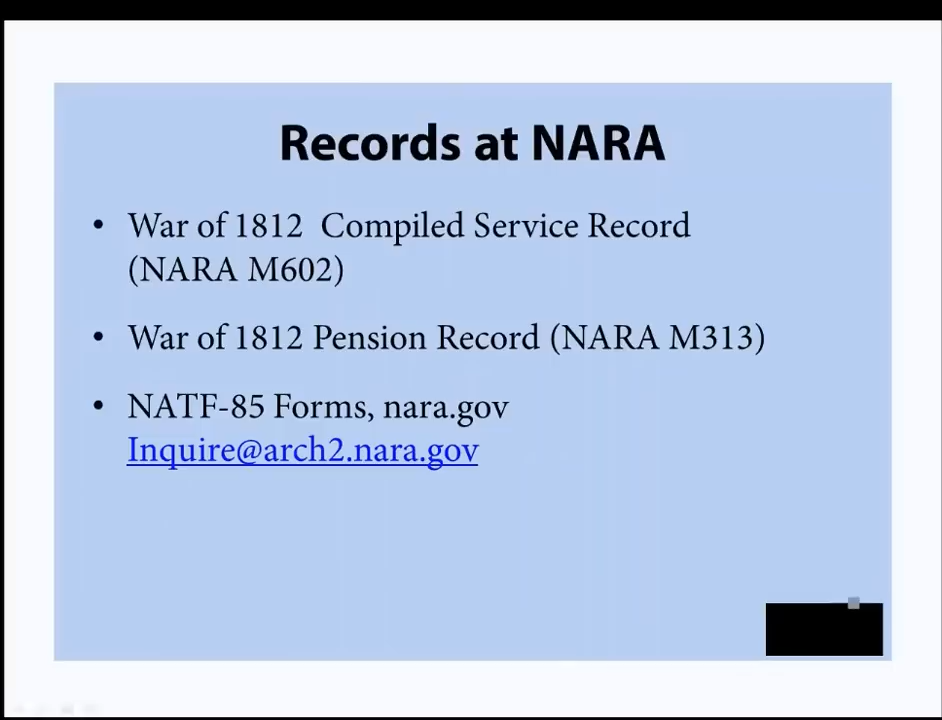 Records at NARA
• War of 1812  Compiled Service Record
(NARA M602)
• War of 1812 Pension Record (NARA M313)
• NATF-85 Forms, nara.gov
Inquire@arch2.nara.gov